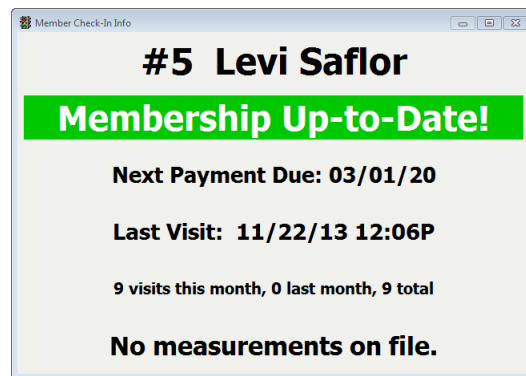 Member Check-In Info
#5 Levi Saflor
Membership Up-to-Date!
Next Payment Due: 03/01/20
Last Visit: 11/22/13 12:06P
9 visits this month, 0 last month, 9 total
No measurements on file.